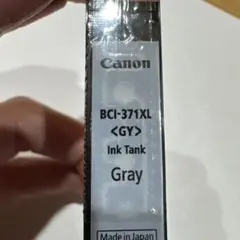 Canon
BCI-371XL
<GY>
Ink Tank
Gray
Made in Japan